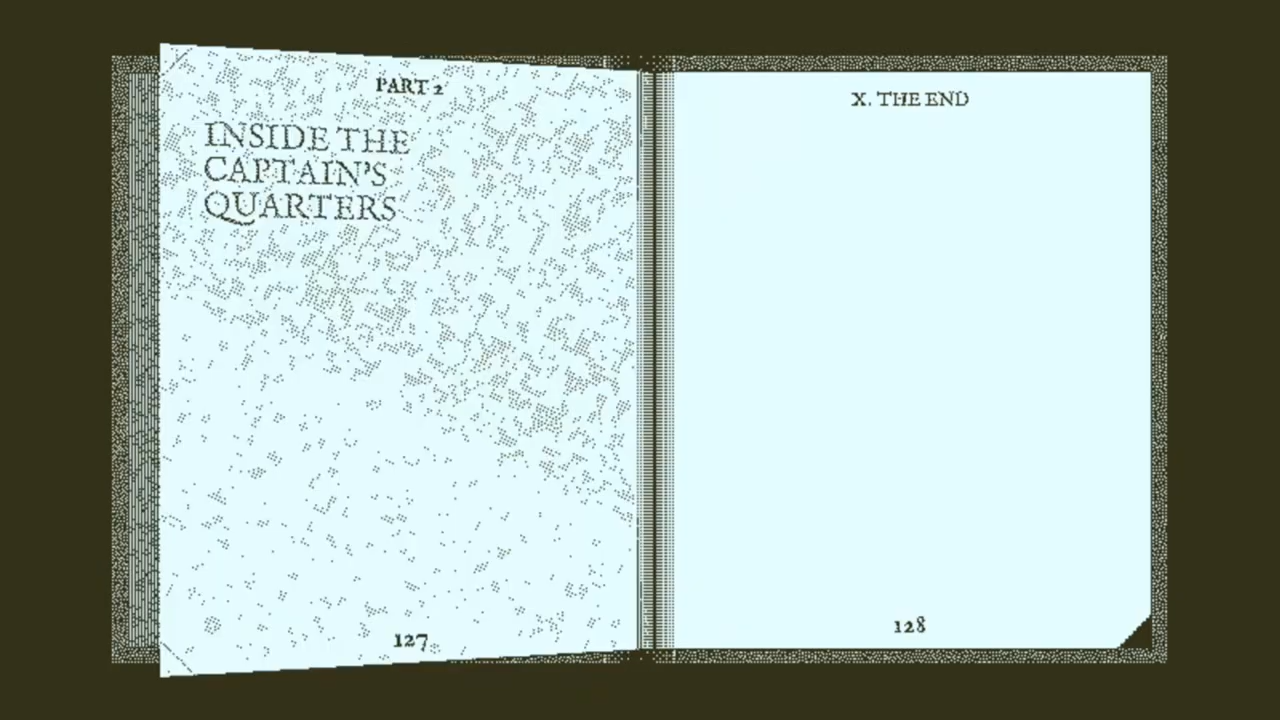 PART 2
INSIDE THE
CAPTAIN'S
QUARTERS
127
X. THE END
128